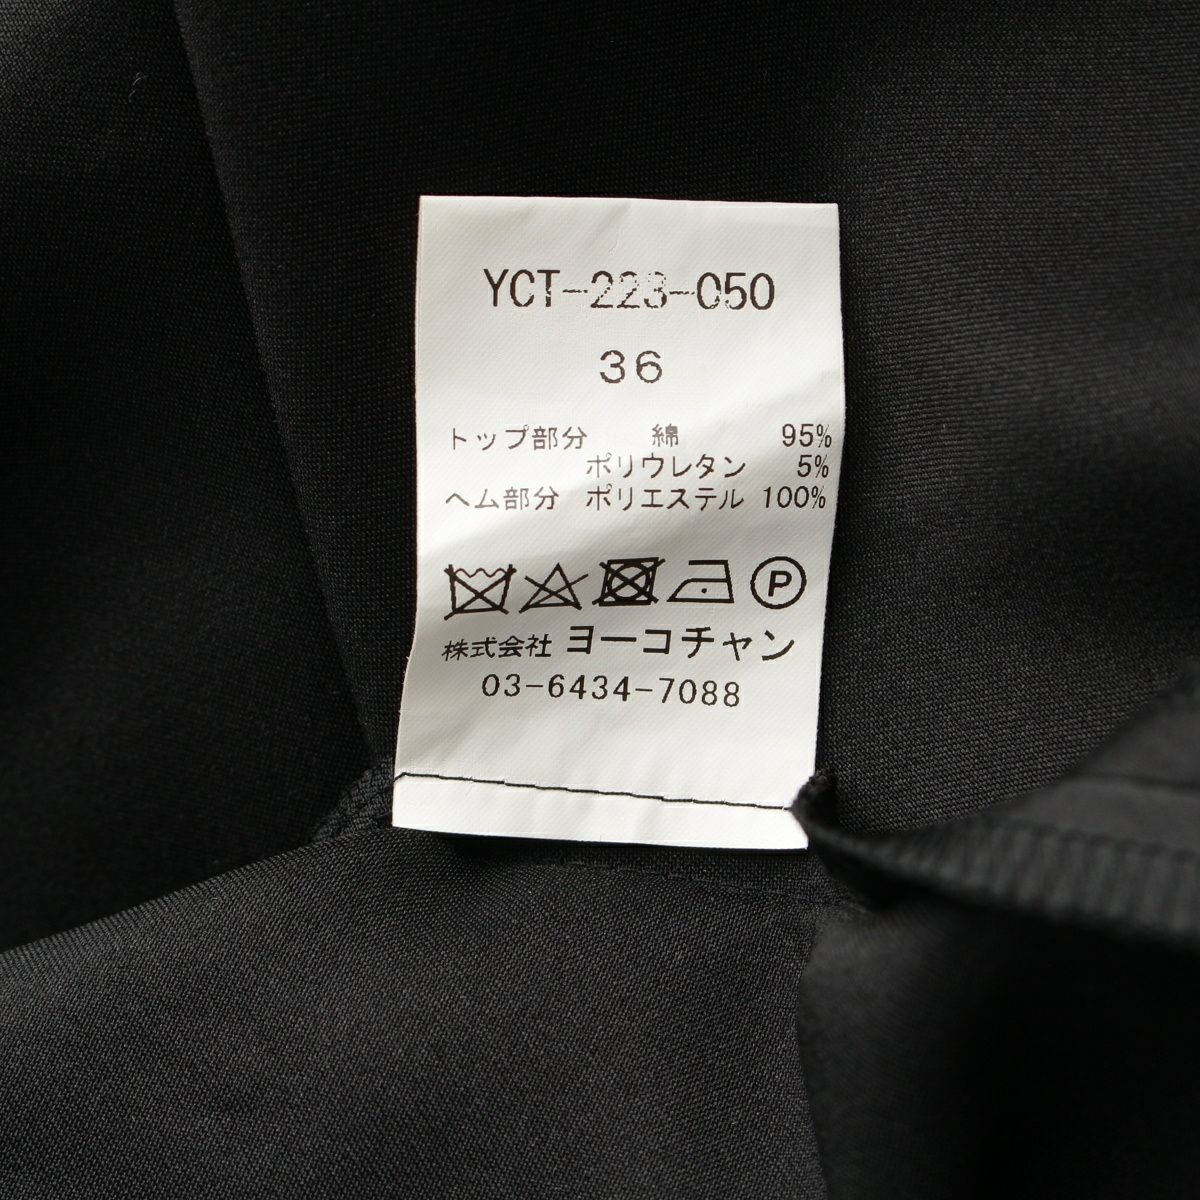 YCT-223-050
36
トップ部分 綿 95%
ポリウレタン 5%
ヘム部分 ポリエステル 100%
P
株式会社 ヨーコチャン
03-6434-7088